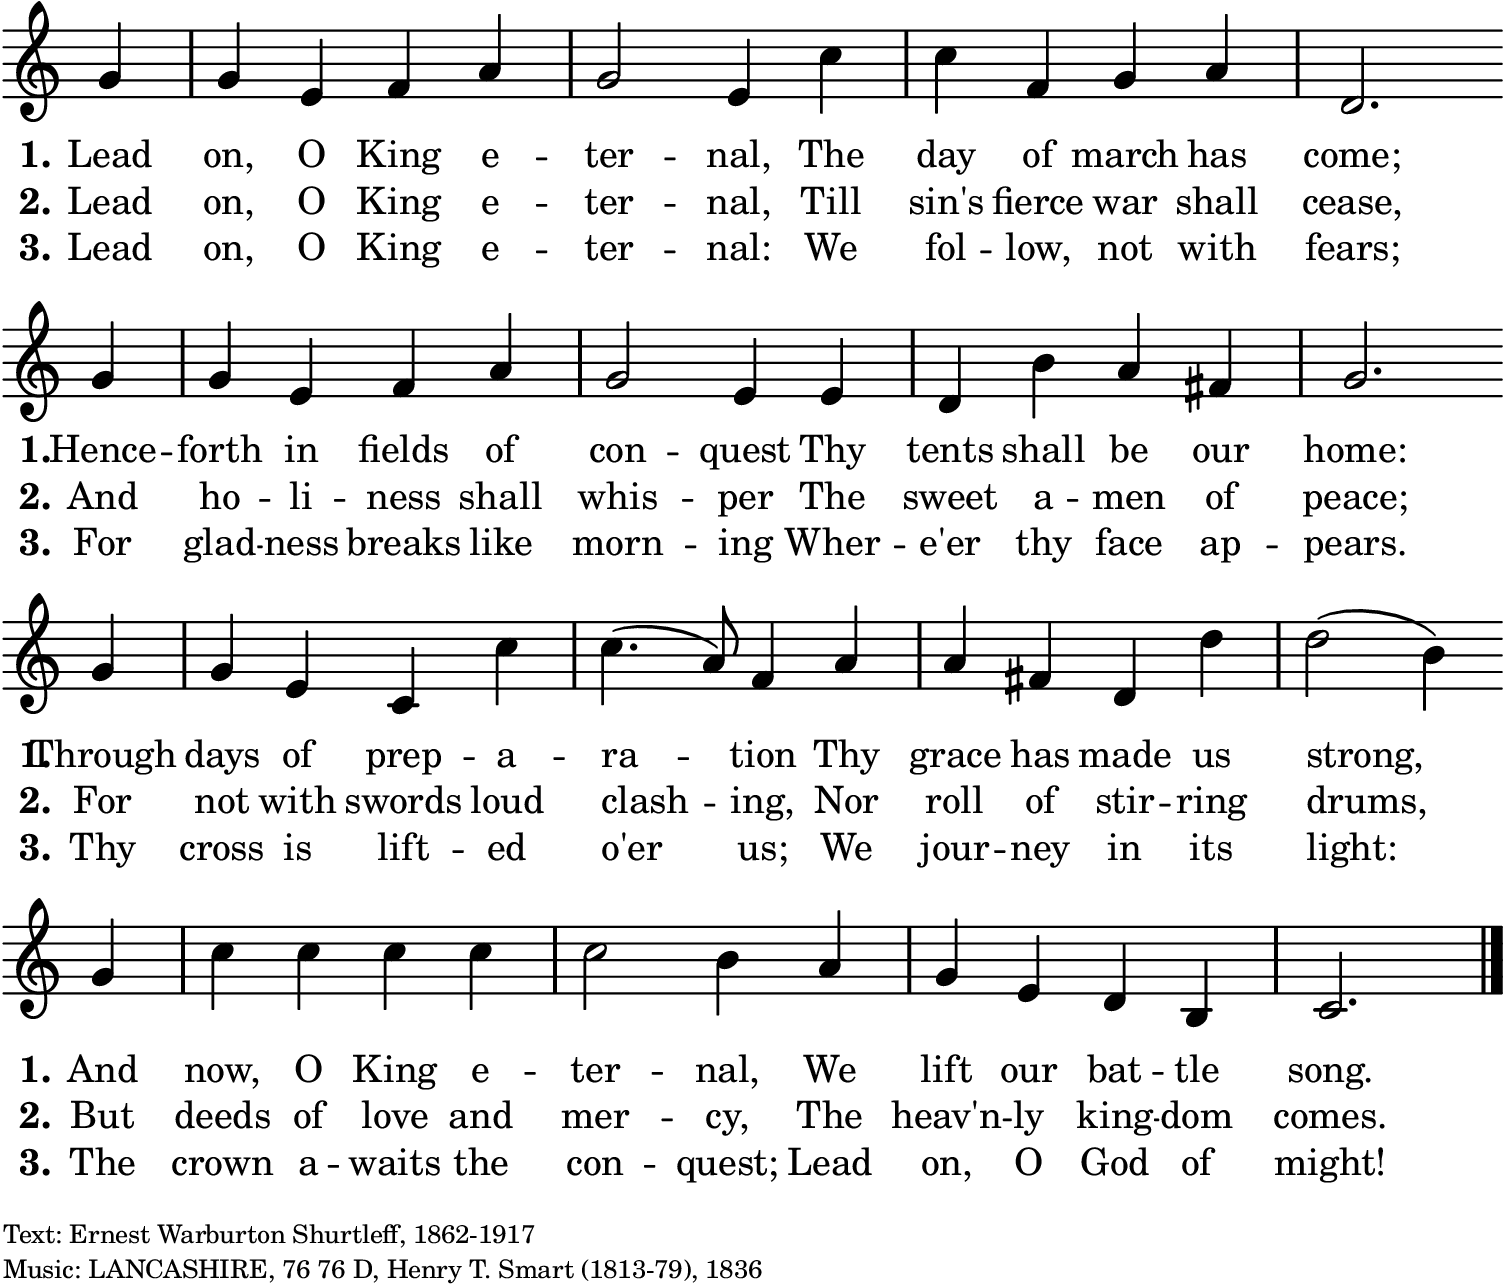 1. Lead on, O King e -- ter -- nal, The day of march has come;
2. Lead on, O King e -- ter -- nal, Till sin's fierce war shall cease,
3. Lead on, O King e -- ter -- nal: We fol -- low, not with fears;
1. Hence -- forth in fields of con -- quest Thy tents shall be our home:
2. And ho -- li -- ness shall whis -- per The sweet a -- men of peace;
3. For glad -- ness breaks like morn -- ing Wher -- e'er thy face ap -- pears.
1. Through days of prep -- a -- ra -- tion Thy grace has made us strong,
2. For not with swords loud clash -- ing, Nor roll of stir -- ring drums,
3. Thy cross is lift -- ed o'er us; We jour -- ney in its light:
1. And now, O King e -- ter -- nal, We lift our bat -- tle song.
2. But deeds of love and mer -- cy, The heav'n -- ly king -- dom comes.
3. The crown a -- waits the con -- quest; Lead on, O God of might!
Text: Ernest Warburton Shurtleff, 1862-1917
Music: LANCASHIRE, 76 76 D, Henry T. Smart (1813-79), 1836